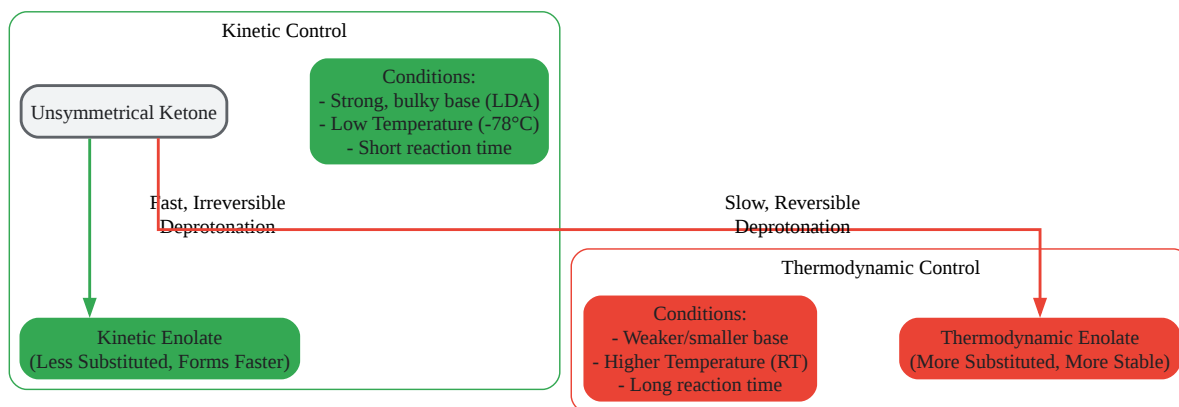 Kinetic Control
Unsymmetrical Ketone
Conditions:
- Strong, bulky base (LDA)
- Low Temperature (-78°C)
- Short reaction time
Fast, Irreversible
Deprotonation
Slow, Reversible
Deprotonation
Thermodynamic Control
Kinetic Enolate
(Less Substituted, Forms Faster)
Conditions:
- Weaker/smaller base
- Higher Temperature (RT)
- Long reaction time
Thermodynamic Enolate
(More Substituted, More Stable)